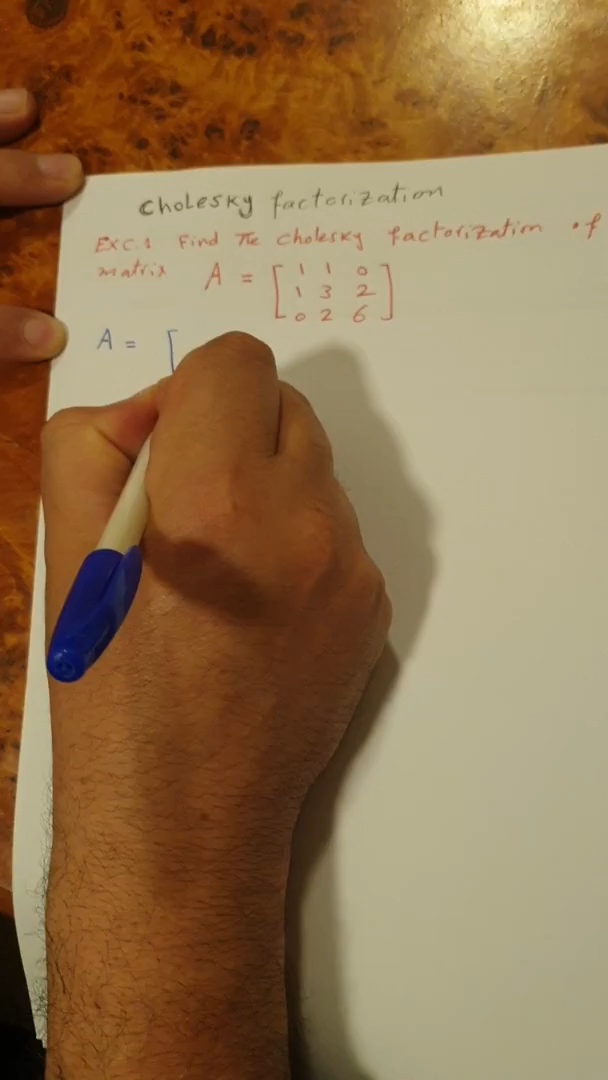 Cholesky factorization
Exc.1 Find The Cholesky factorization of
matrix A = [ 1 1 0
1 3 2
0 2 6 ]
A = [